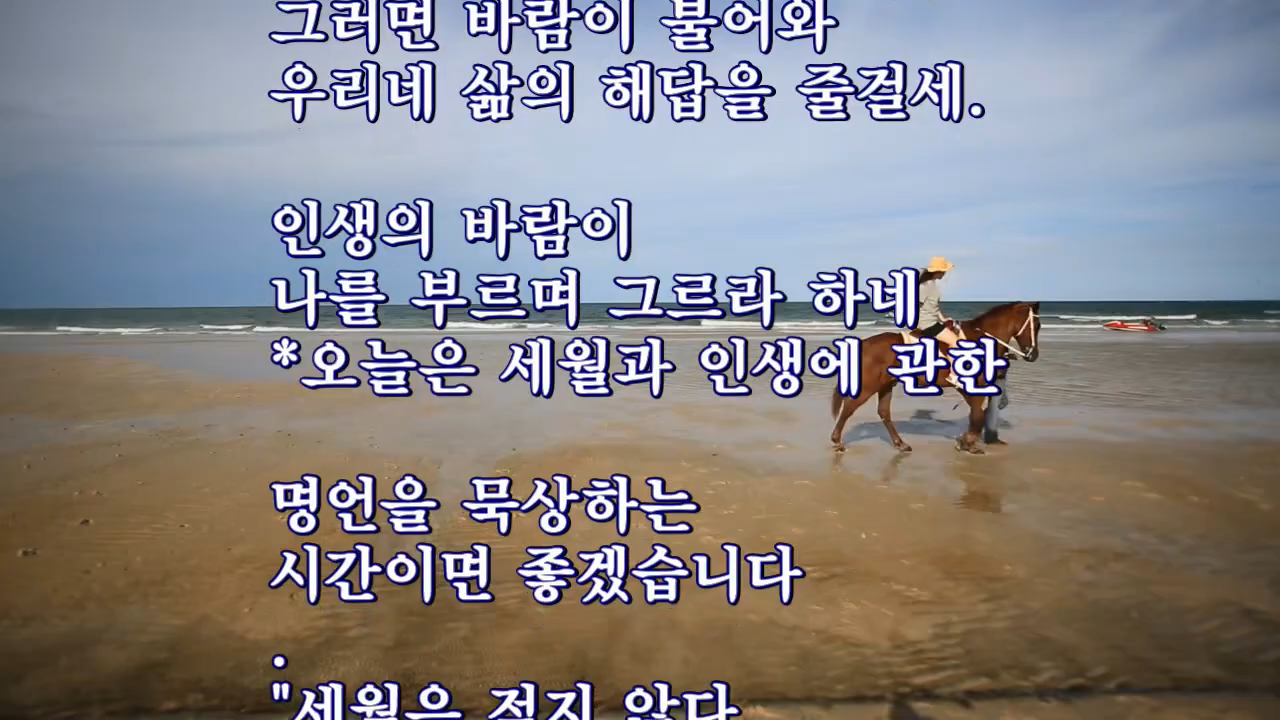 그러면 바람이 불어와
우리네 삶의 해답을 줄걸세.
인생의 바람이
나를 부르며 그르라 하네
*오늘은 세월과 인생에 관한
명언을 묵상하는
시간이면 좋겠습니다
.
"세월은 적지 않다